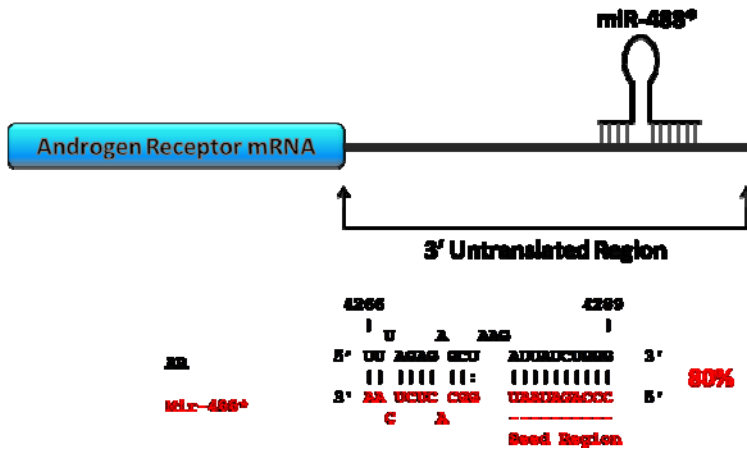 miR-488*
Androgen Receptor mRNA
3' Untranslated Region
4266 4289
U A AAG
AR 5' UU AGAG GCU AUUAUCUGGG 3'
80%
Mir-488* 3' AA UCUC CGG UAAUAGACCC 5'
C A
Seed Region